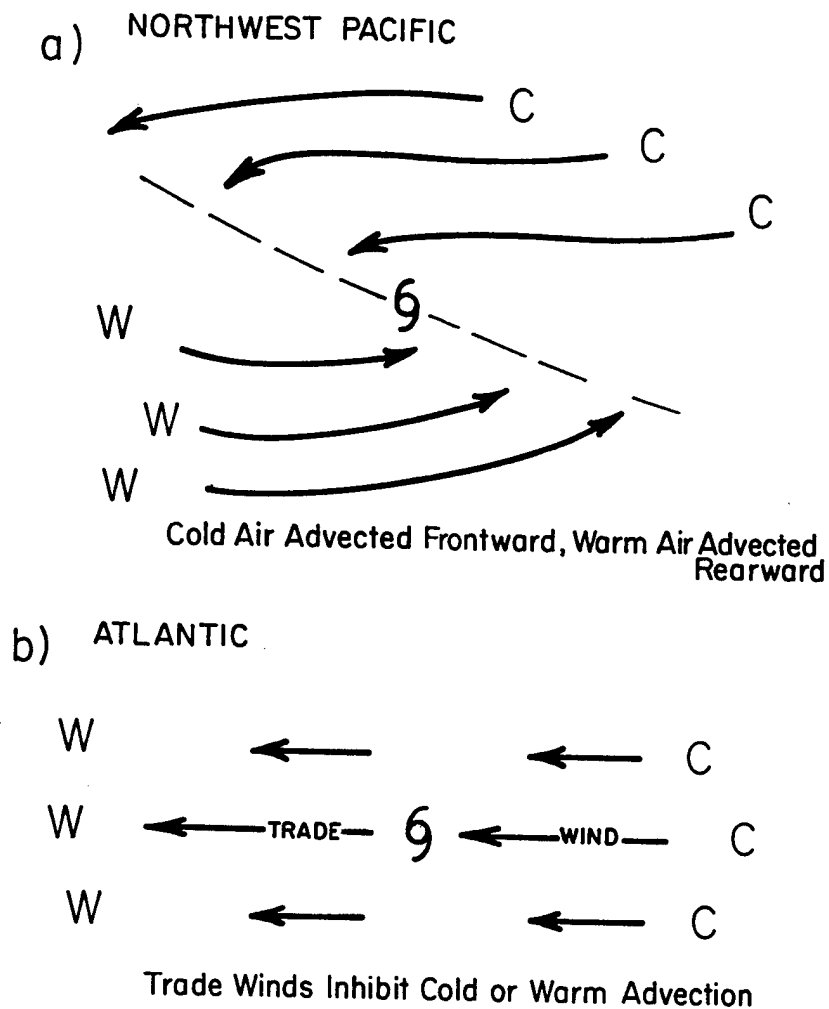 a) NORTHWEST PACIFIC
C
C
C
W
W
W
Cold Air Advected Frontward, Warm Air Advected
Rearward
b) ATLANTIC
W C
W TRADE WIND C
W C
Trade Winds Inhibit Cold or Warm Advection